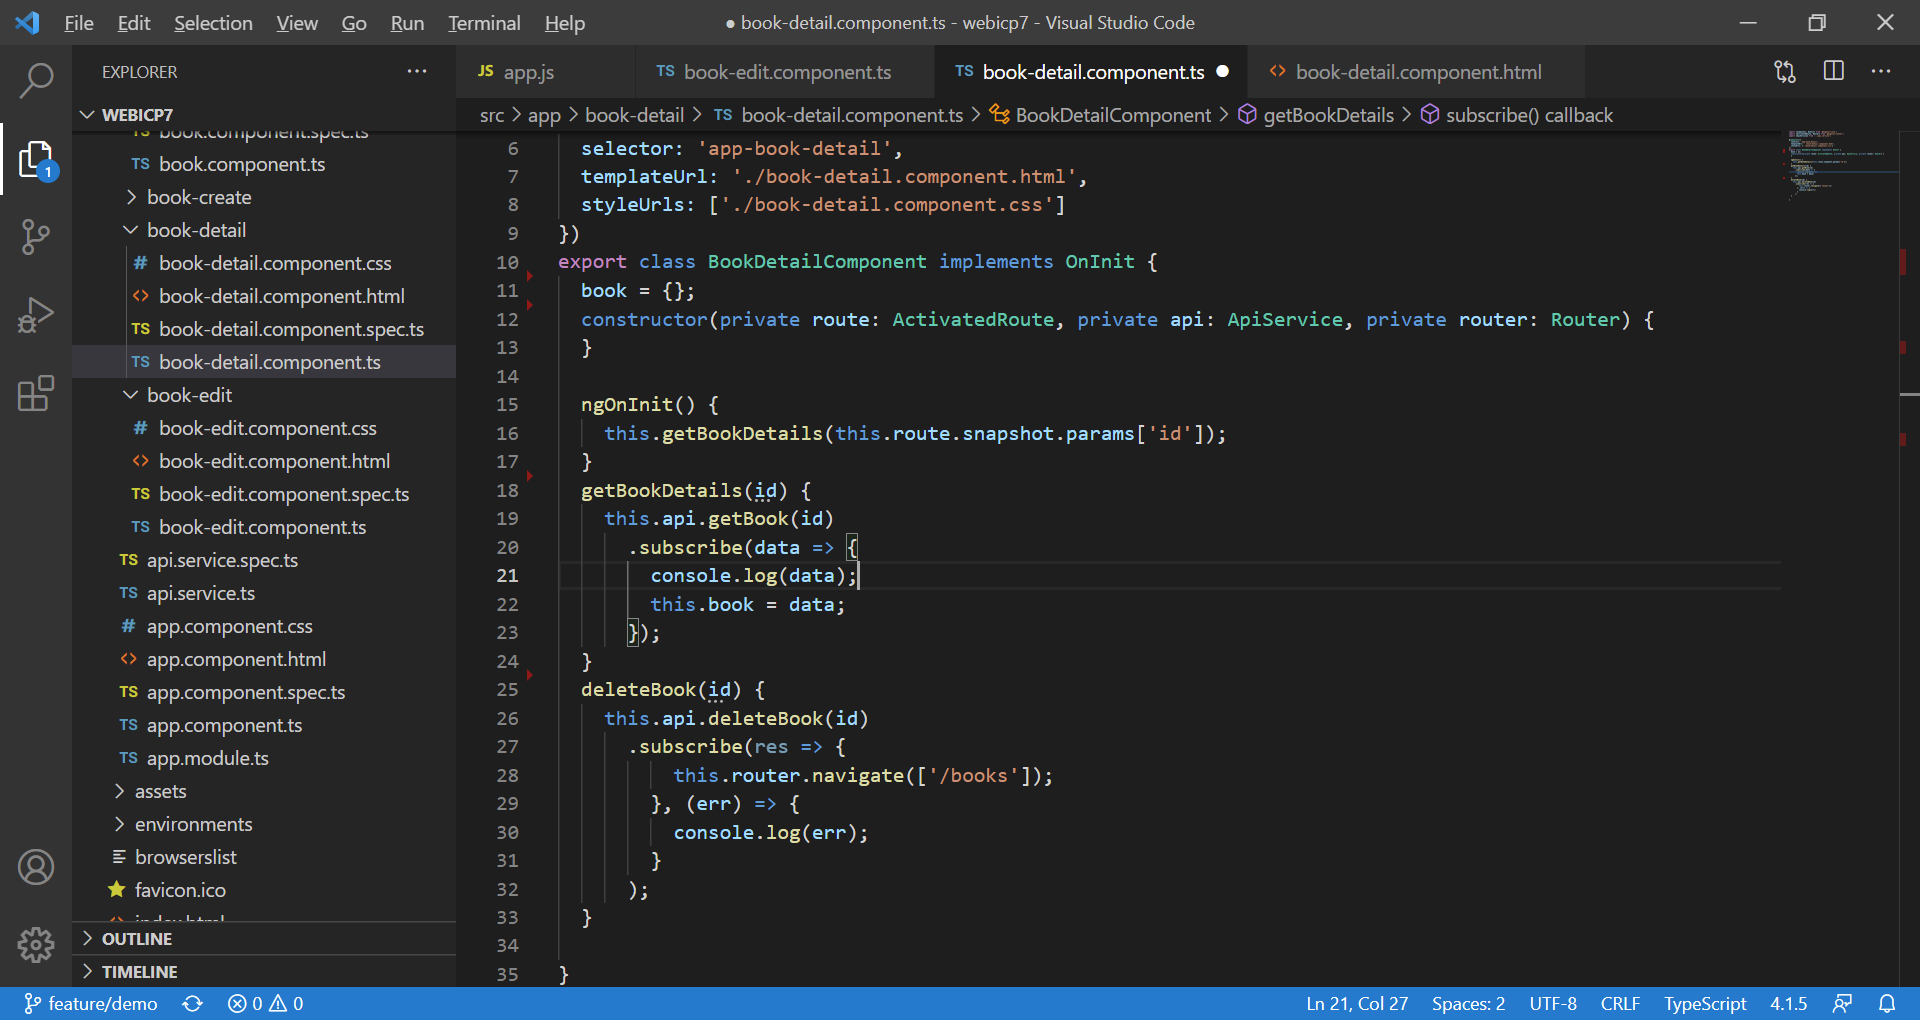 File Edit Selection View Go Run Terminal Help ● book-detail.component.ts - webicp7 - Visual Studio Code
EXPLORER
WEBICP7
book.component.spec.ts
TS book.component.ts
book-create
book-detail
# book-detail.component.css
<> book-detail.component.html
TS book-detail.component.spec.ts
TS book-detail.component.ts
book-edit
# book-edit.component.css
<> book-edit.component.html
TS book-edit.component.spec.ts
TS book-edit.component.ts
TS api.service.spec.ts
TS api.service.ts
# app.component.css
<> app.component.html
TS app.component.spec.ts
TS app.component.ts
TS app.module.ts
assets
environments
browserslist
favicon.ico
index.html
OUTLINE
TIMELINE
1
JS app.js TS book-edit.component.ts TS book-detail.component.ts ● <> book-detail.component.html
src > app > book-detail > TS book-detail.component.ts > BookDetailComponent > getBookDetails > subscribe() callback
6 selector: 'app-book-detail',
7 templateUrl: './book-detail.component.html',
8 styleUrls: ['./book-detail.component.css']
9 })
10 export class BookDetailComponent implements OnInit {
11 book = {};
12 constructor(private route: ActivatedRoute, private api: ApiService, private router: Router) {
13 }
14
15 ngOnInit() {
16 this.getBookDetails(this.route.snapshot.params['id']);
17 }
18 getBookDetails(id) {
19 this.api.getBook(id)
20 .subscribe(data => {
21 console.log(data);
22 this.book = data;
23 });
24 }
25 deleteBook(id) {
26 this.api.deleteBook(id)
27 .subscribe(res => {
28 this.router.navigate(['/books']);
29 }, (err) => {
30 console.log(err);
31 }
32 );
33 }
34
35 }
feature/demo 0 0 Ln 21, Col 27 Spaces: 2 UTF-8 CRLF TypeScript 4.1.5